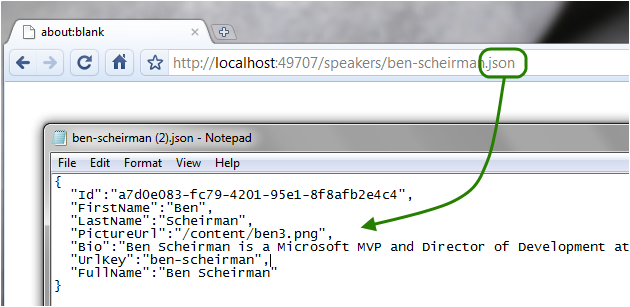 about:blank
http://localhost:49707/speakers/ben-scheirman.json
ben-scheirman (2).json - Notepad
File Edit Format View Help
{
"Id":"a7d0e083-fc79-4201-95e1-8f8afb2e4c4",
"FirstName":"Ben",
"LastName":"Scheirman",
"PictureUrl":"/content/ben3.png",
"Bio":"Ben Scheirman is a Microsoft MVP and Director of Development at
"UrlKey":"ben-scheirman",
"FullName":"Ben Scheirman"
}